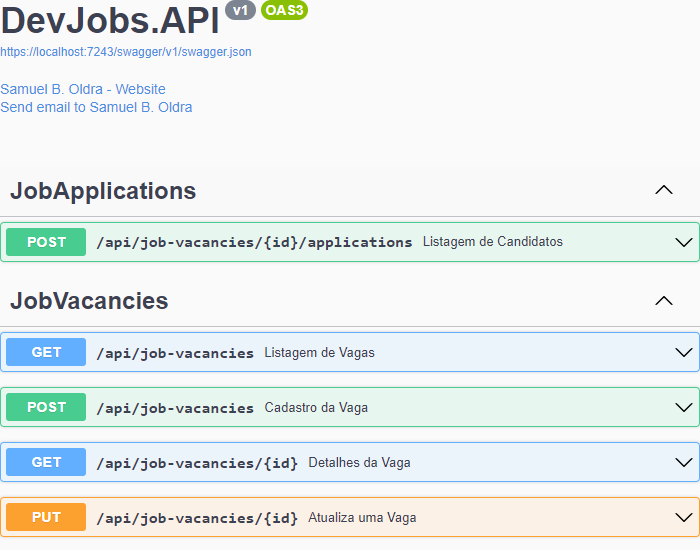 DevJobs.API v1 OAS3
https://localhost:7243/swagger/v1/swagger.json
Samuel B. Oldra - Website
Send email to Samuel B. Oldra
JobApplications
POST /api/job-vacancies/{id}/applications Listagem de Candidatos
JobVacancies
GET /api/job-vacancies Listagem de Vagas
POST /api/job-vacancies Cadastro da Vaga
GET /api/job-vacancies/{id} Detalhes da Vaga
PUT /api/job-vacancies/{id} Atualiza uma Vaga